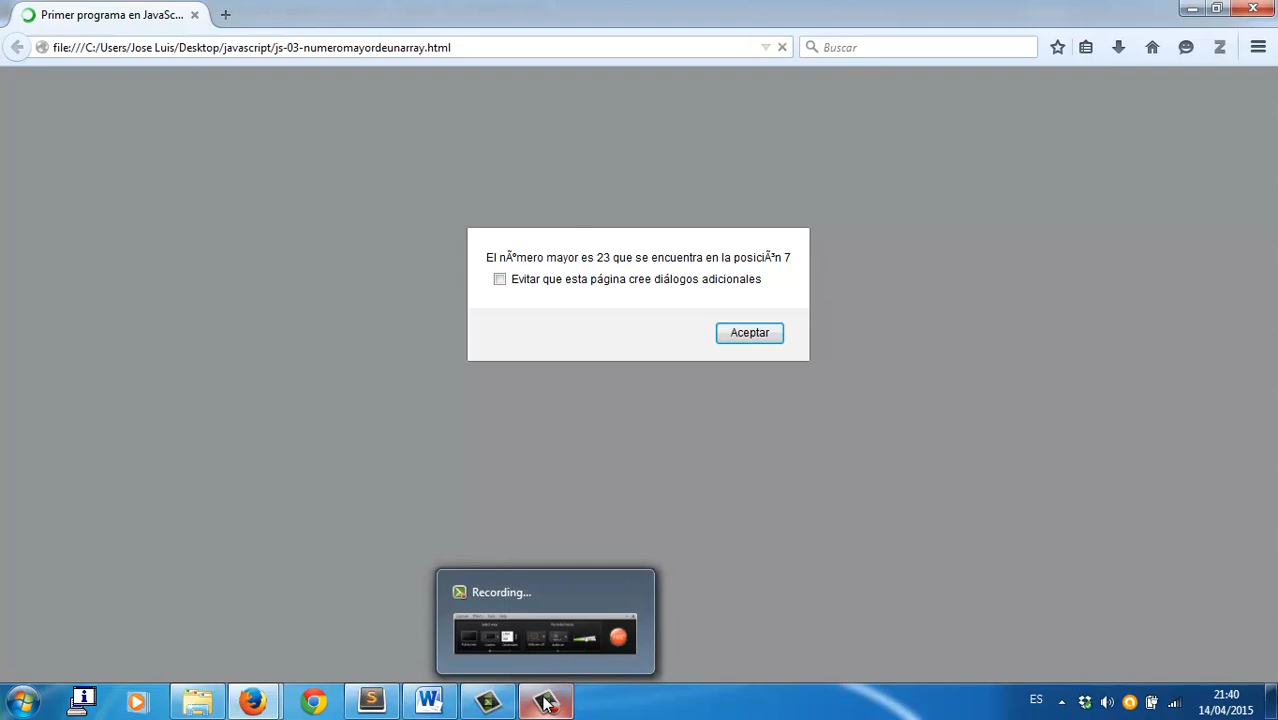 Primer programa en JavaSc...
file:///C:/Users/Jose Luis/Desktop/javascript/js-03-numeromayordeunarray.html
Buscar
El nÃºmero mayor es 23 que se encuentra en la posiciÃ³n 7
Evitar que esta página cree diálogos adicionales
Aceptar
Recording...
ES
21:40
14/04/2015